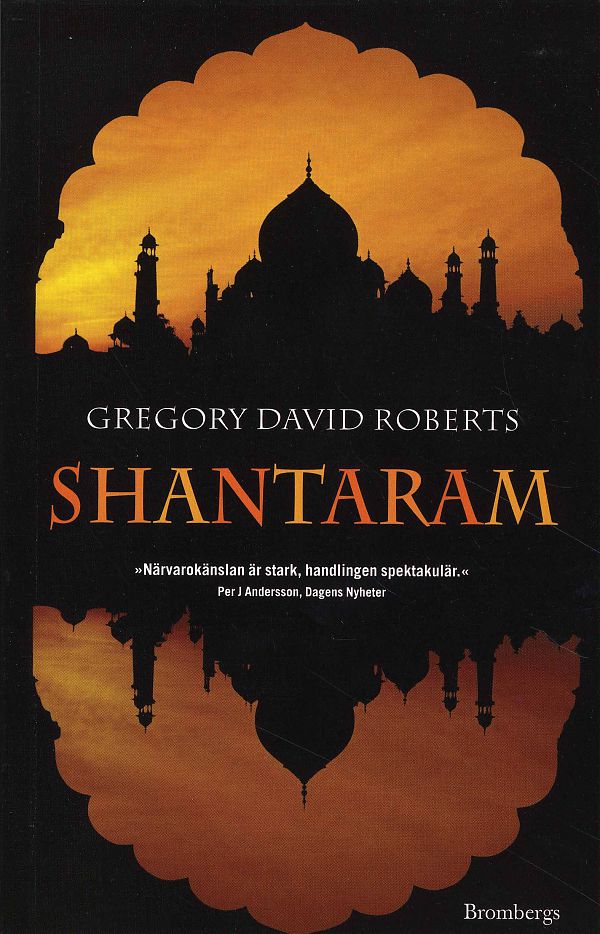 GREGORY DAVID ROBERTS
SHANTARAM
»Närvarokänslan är stark, handlingen spektakulär.«
Per J Andersson, Dagens Nyheter
Brombergs